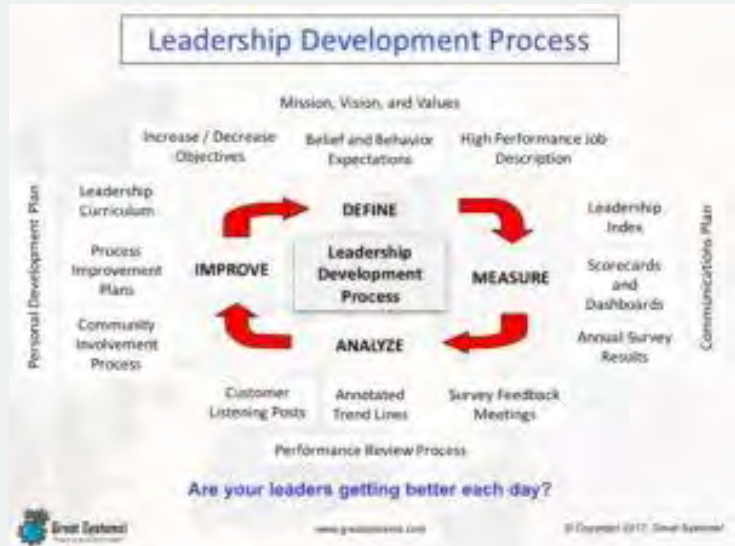 Leadership Development Process
Mission, Vision, and Values
Increase / Decrease
Objectives
Belief and Behavior
Expectations
High Performance Job
Description
Personal Development Plan
Leadership
Curriculum
Process
Improvement
Plans
Community
Involvement
Process
DEFINE
IMPROVE
Leadership
Development
Process
MEASURE
ANALYZE
Leadership
Index
Scorecards
and
Dashboards
Annual Survey
Results
Communications Plan
Customer
Listening Posts
Annotated
Trend Lines
Survey Feedback
Meetings
Performance Review Process
Are your leaders getting better each day?
Great Systems!
www.greatsystems.com
© Copyright 2017, Great Systems!